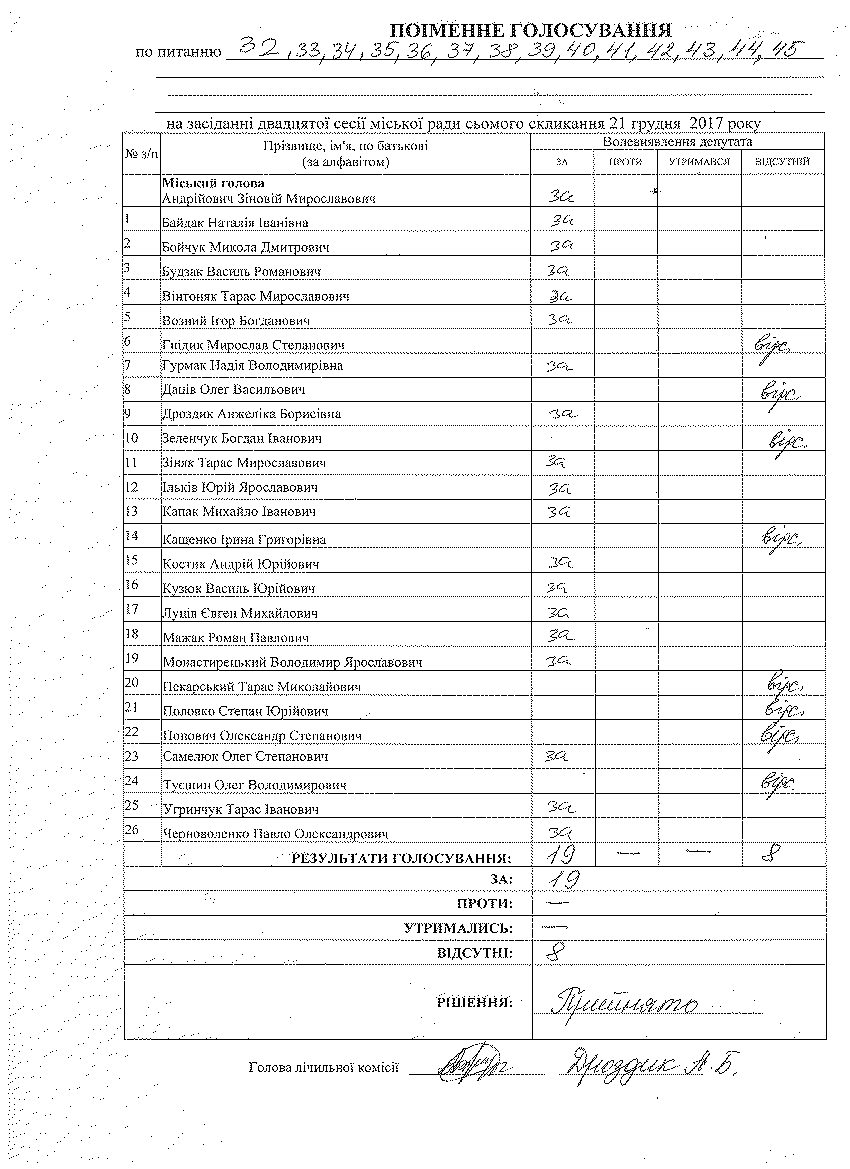 ПОІМЕННЕ ГОЛОСУВАННЯ
по питанню 32, 33, 34, 35, 36, 37, 38, 39, 40, 41, 42, 43, 44, 45
на засіданні двадцятої сесії міської ради сьомого скликання 21 грудня 2017 року
№ з/п Прізвище, ім'я, по батькові (за алфавітом) Волевиявлення депутата
ЗА ПРОТИ УТРИМАВСЯ ВІДСУТНІЙ
Міський голова
Андрійович Зіновій Мирославович за
1 Байдак Наталія Іванівна за
2 Бойчук Микола Дмитрович за
3 Будзак Василь Романович за
4 Вінтоняк Тарас Мирославович за
5 Возний Ігор Богданович за
6 Гнідик Мирослав Степанович відс.
7 Гурмак Надія Володимирівна за
8 Даців Олег Васильович відс.
9 Дроздик Анжеліка Борисівна за
10 Зеленчук Богдан Іванович відс.
11 Зіняк Тарас Мирославович за
12 Ільків Юрій Ярославович за
13 Капак Михайло Іванович за
14 Кащенко Ірина Григорівна відс.
15 Костик Андрій Юрійович за
16 Кузюк Василь Юрійович за
17 Луців Євген Михайлович за
18 Мажак Роман Павлович за
19 Монастирецький Володимир Ярославович за
20 Пекарський Тарас Миколайович відс.
21 Половко Степан Юрійович відс.
22 Попович Олександр Степанович відс.
23 Самелюк Олег Степанович за
24 Туєшин Олег Володимирович відс.
25 Угринчук Тарас Іванович за
26 Черноволенко Павло Олександрович за
РЕЗУЛЬТАТИ ГОЛОСУВАННЯ: 19 — — 8
ЗА: 19
ПРОТИ: —
УТРИМАЛИСЬ: —
ВІДСУТНІ: 8
РІШЕННЯ: Прийнято
Голова лічильної комісії Дроздик А.Б.